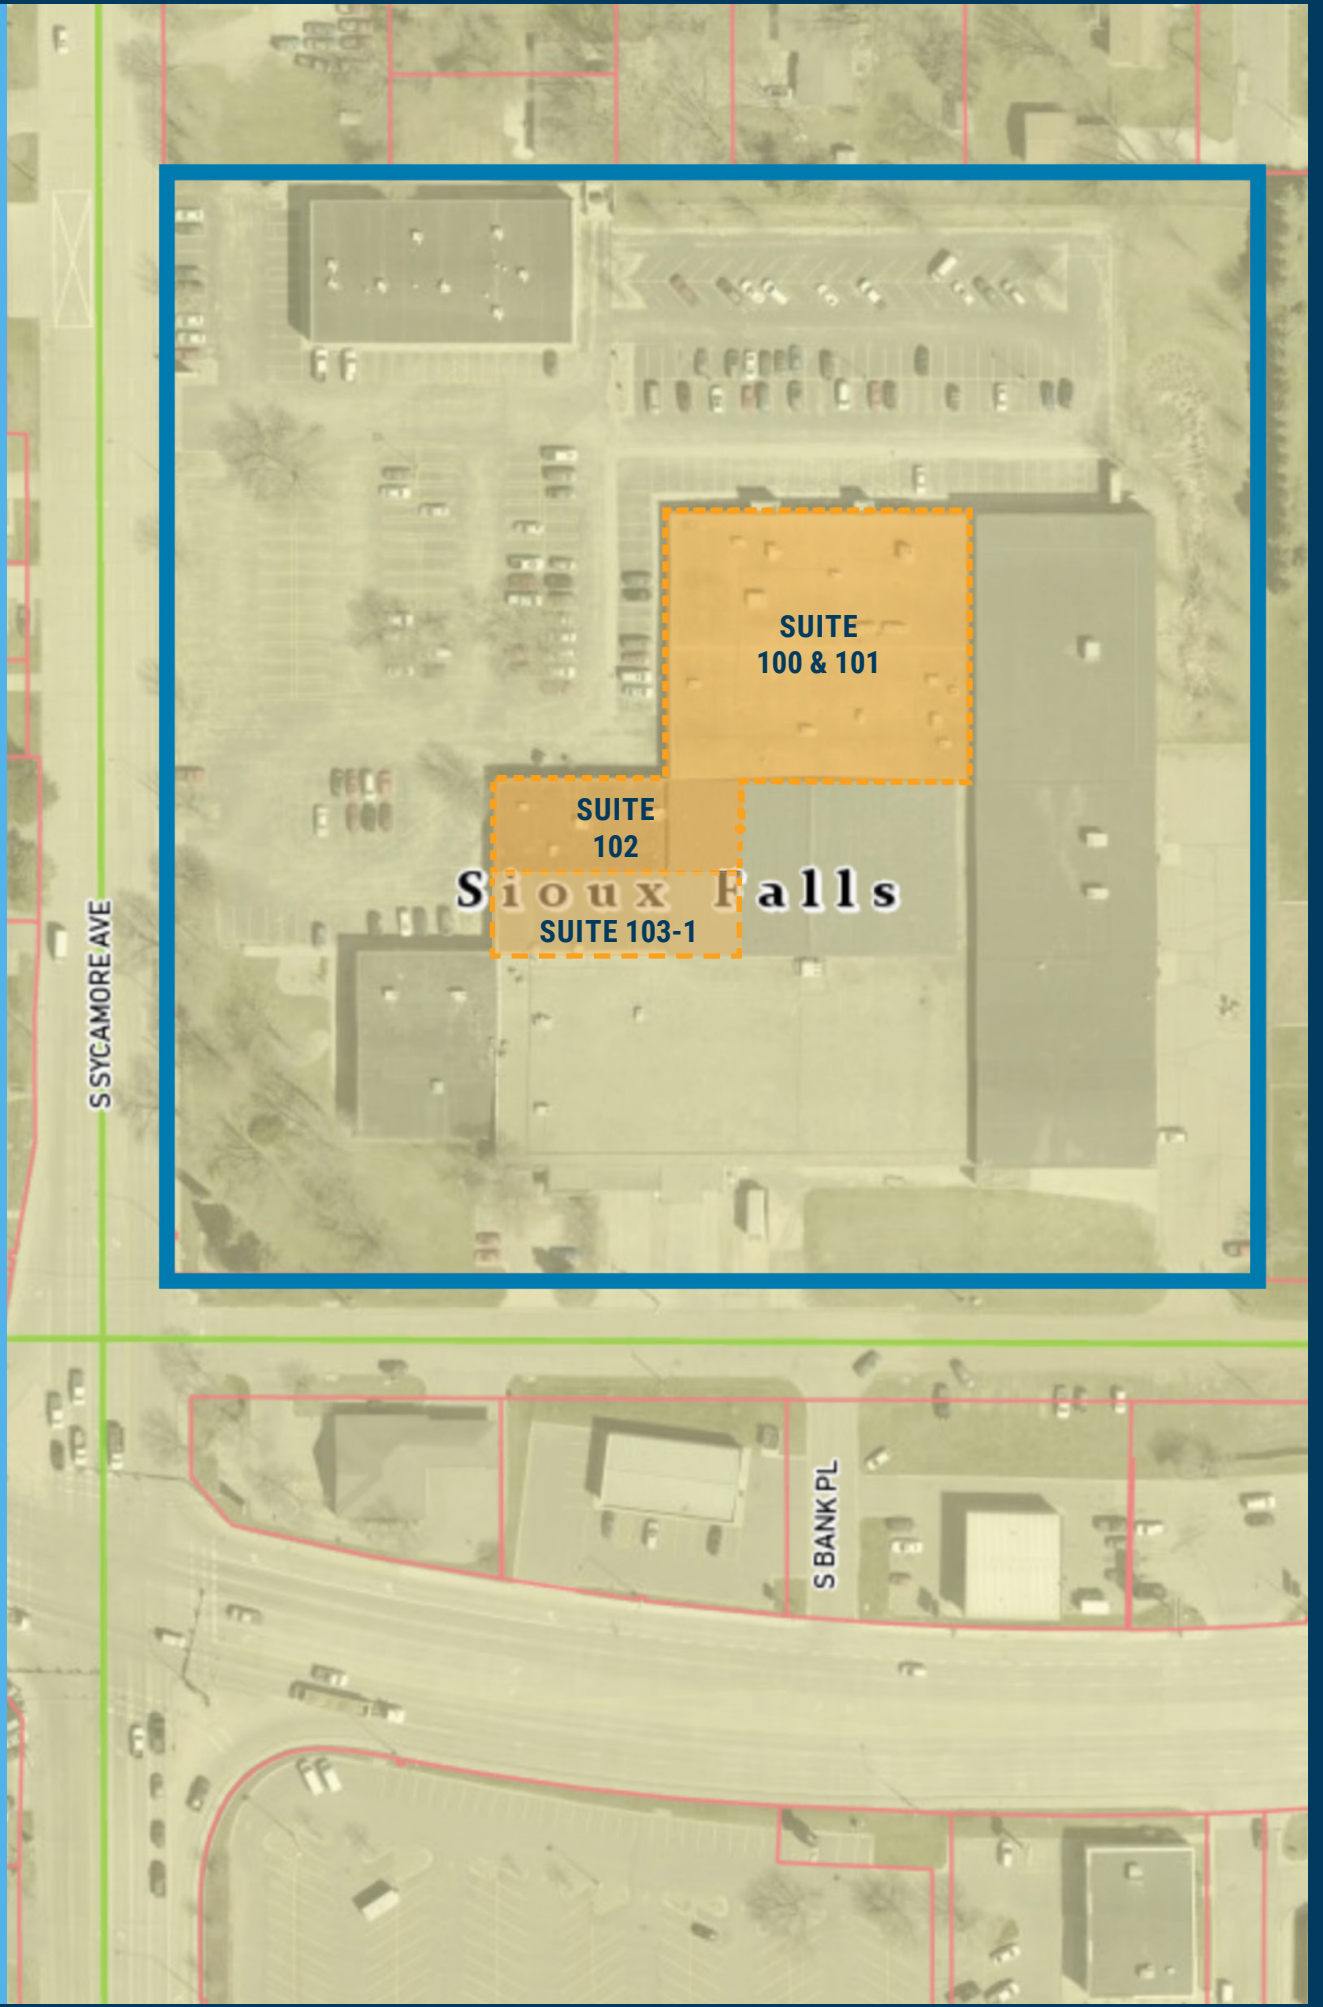 SUITE
100 & 101
SUITE
102
Sioux Falls
SUITE 103-1
S SYCAMORE AVE
S BANK PL